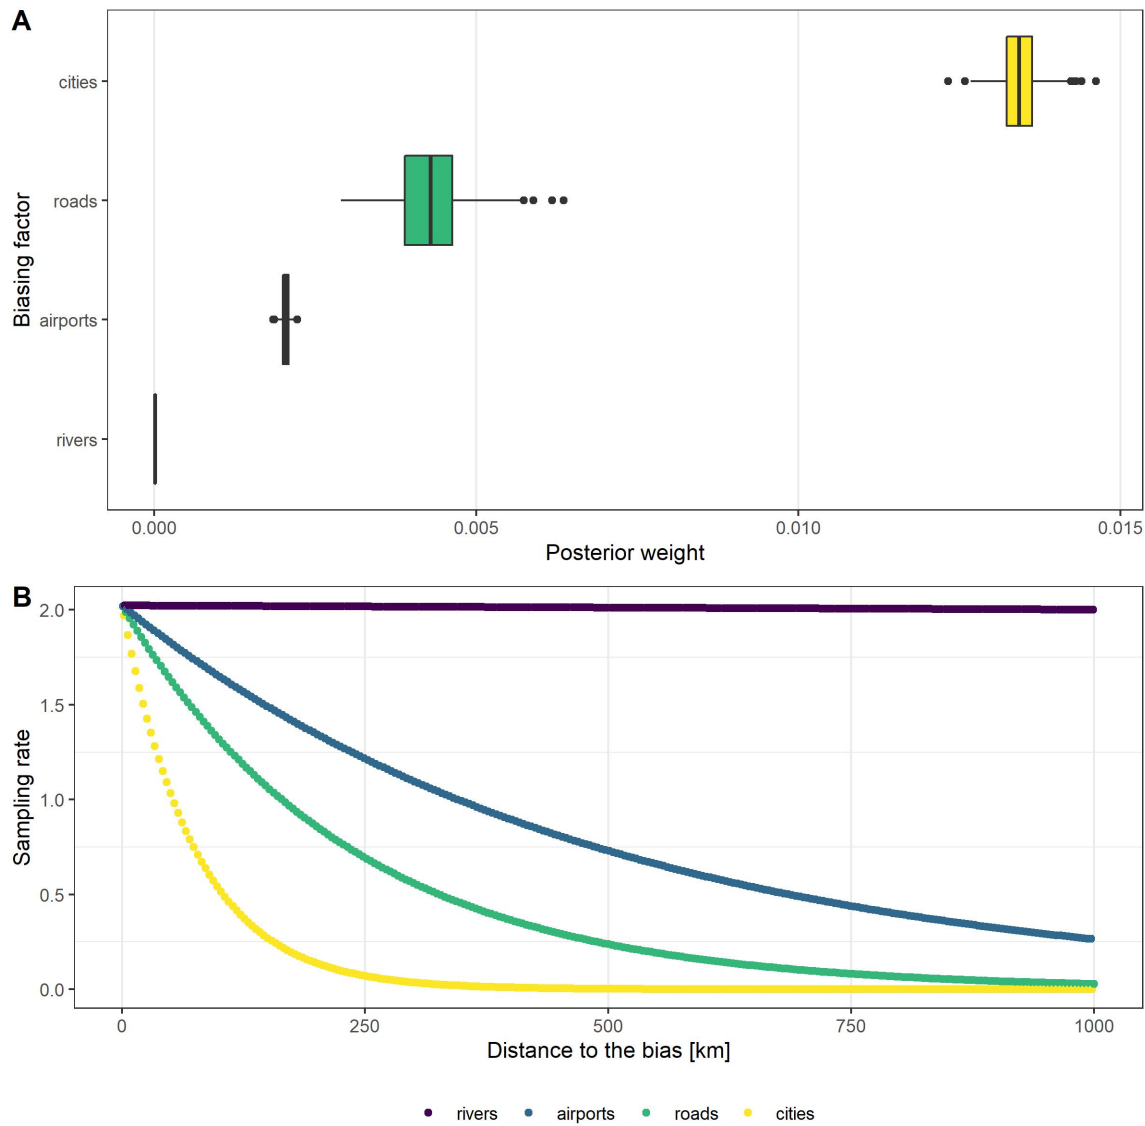 A
cities
roads
airports
rivers
Biasing factor
0.000 0.005 0.010 0.015
Posterior weight
B
2.0
1.5
1.0
0.5
0.0
Sampling rate
0 250 500 750 1000
Distance to the bias [km]
rivers airports roads cities